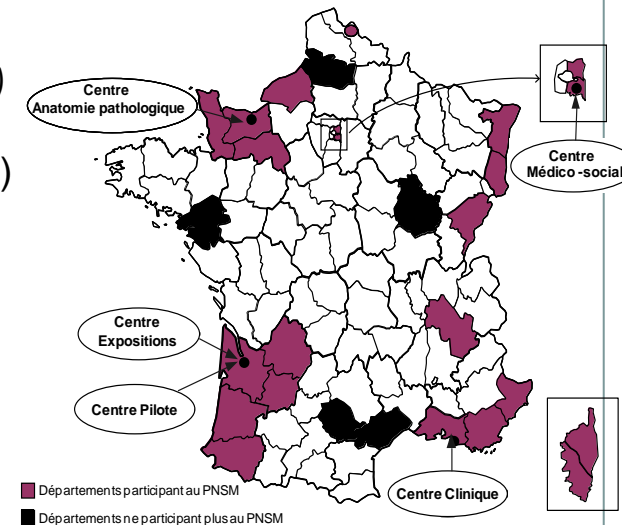 )
)
Centre
Anatomie pathologique
Centre
Médico -social
Centre
Expositions
Centre Pilote
Centre Clinique
Départements participant au PNSM
Départements ne participant plus au PNSM